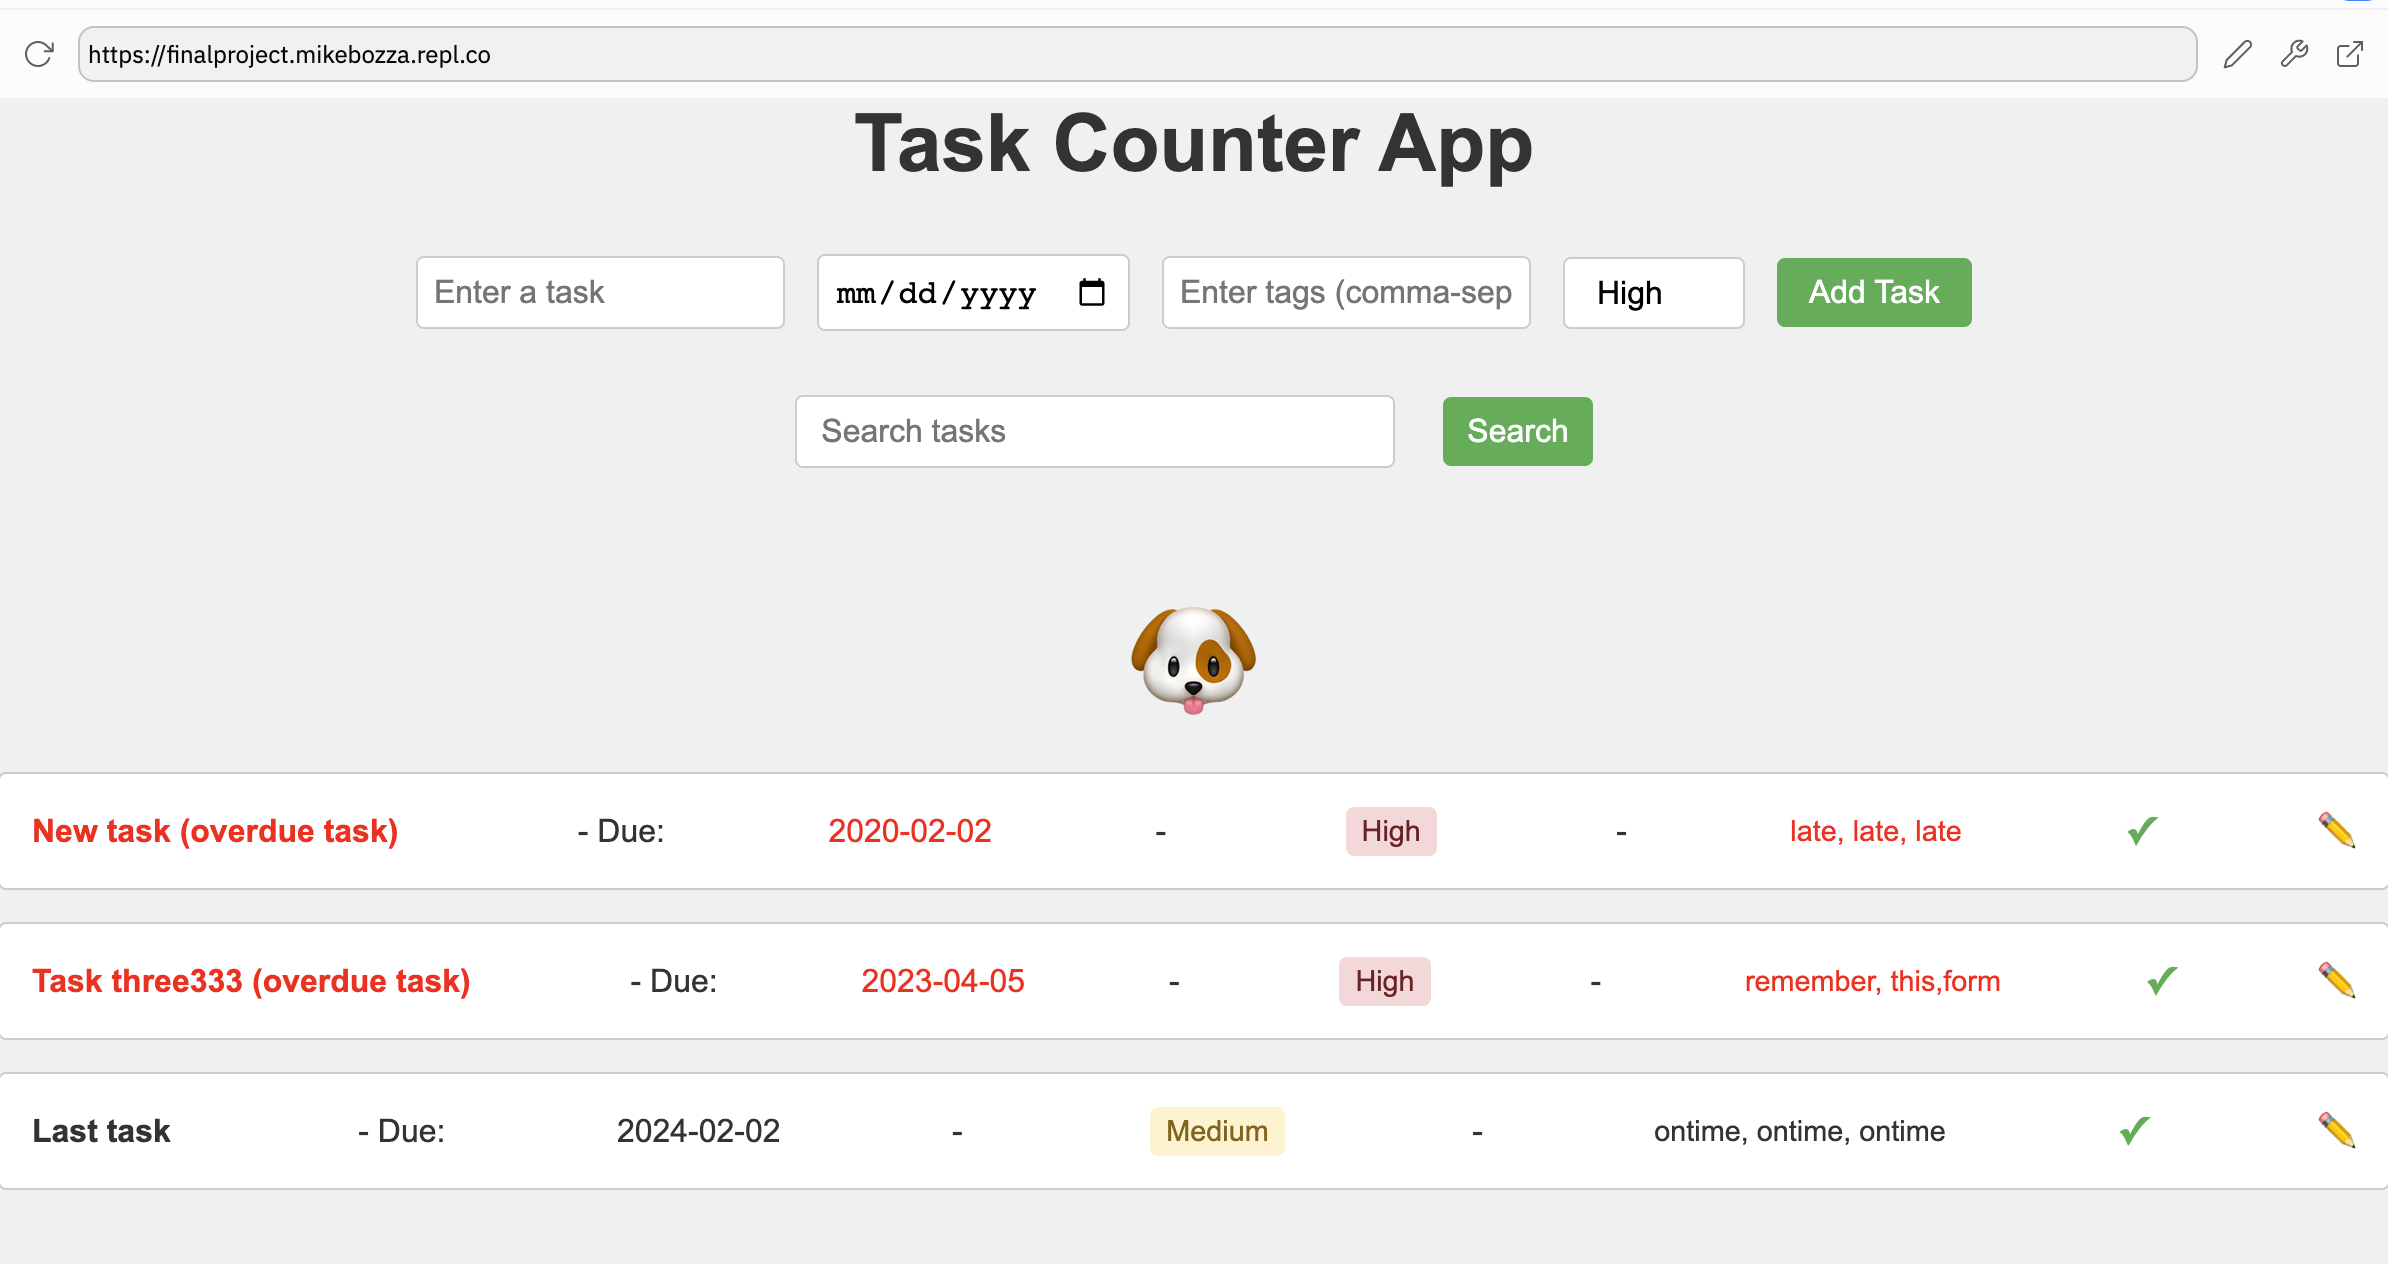 https://finalproject.mikebozza.repl.co
Task Counter App
Enter a task mm/dd/yyyy Enter tags (comma-sep High Add Task
Search tasks Search
New task (overdue task) - Due: 2020-02-02 - High - late, late, late
Task three333 (overdue task) - Due: 2023-04-05 - High - remember, this,form
Last task - Due: 2024-02-02 - Medium - ontime, ontime, ontime